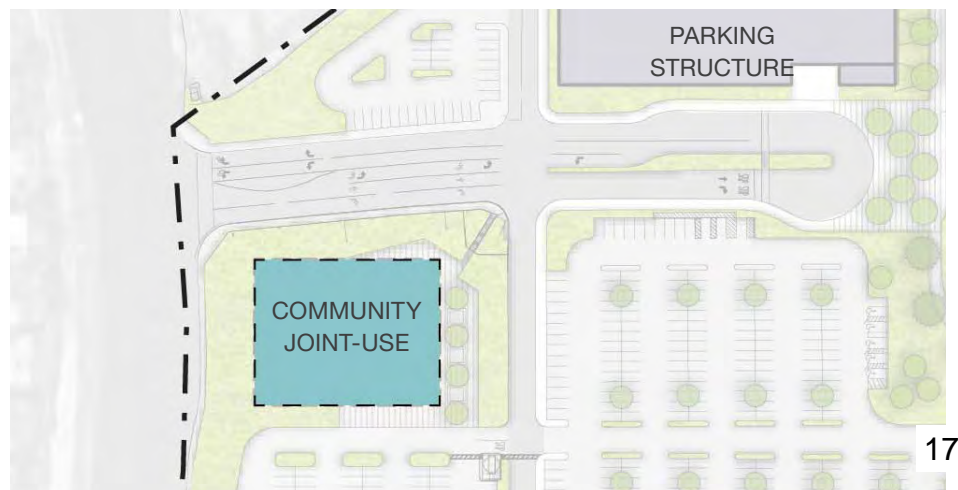 PARKING
STRUCTURE
COMMUNITY
JOINT-USE
17